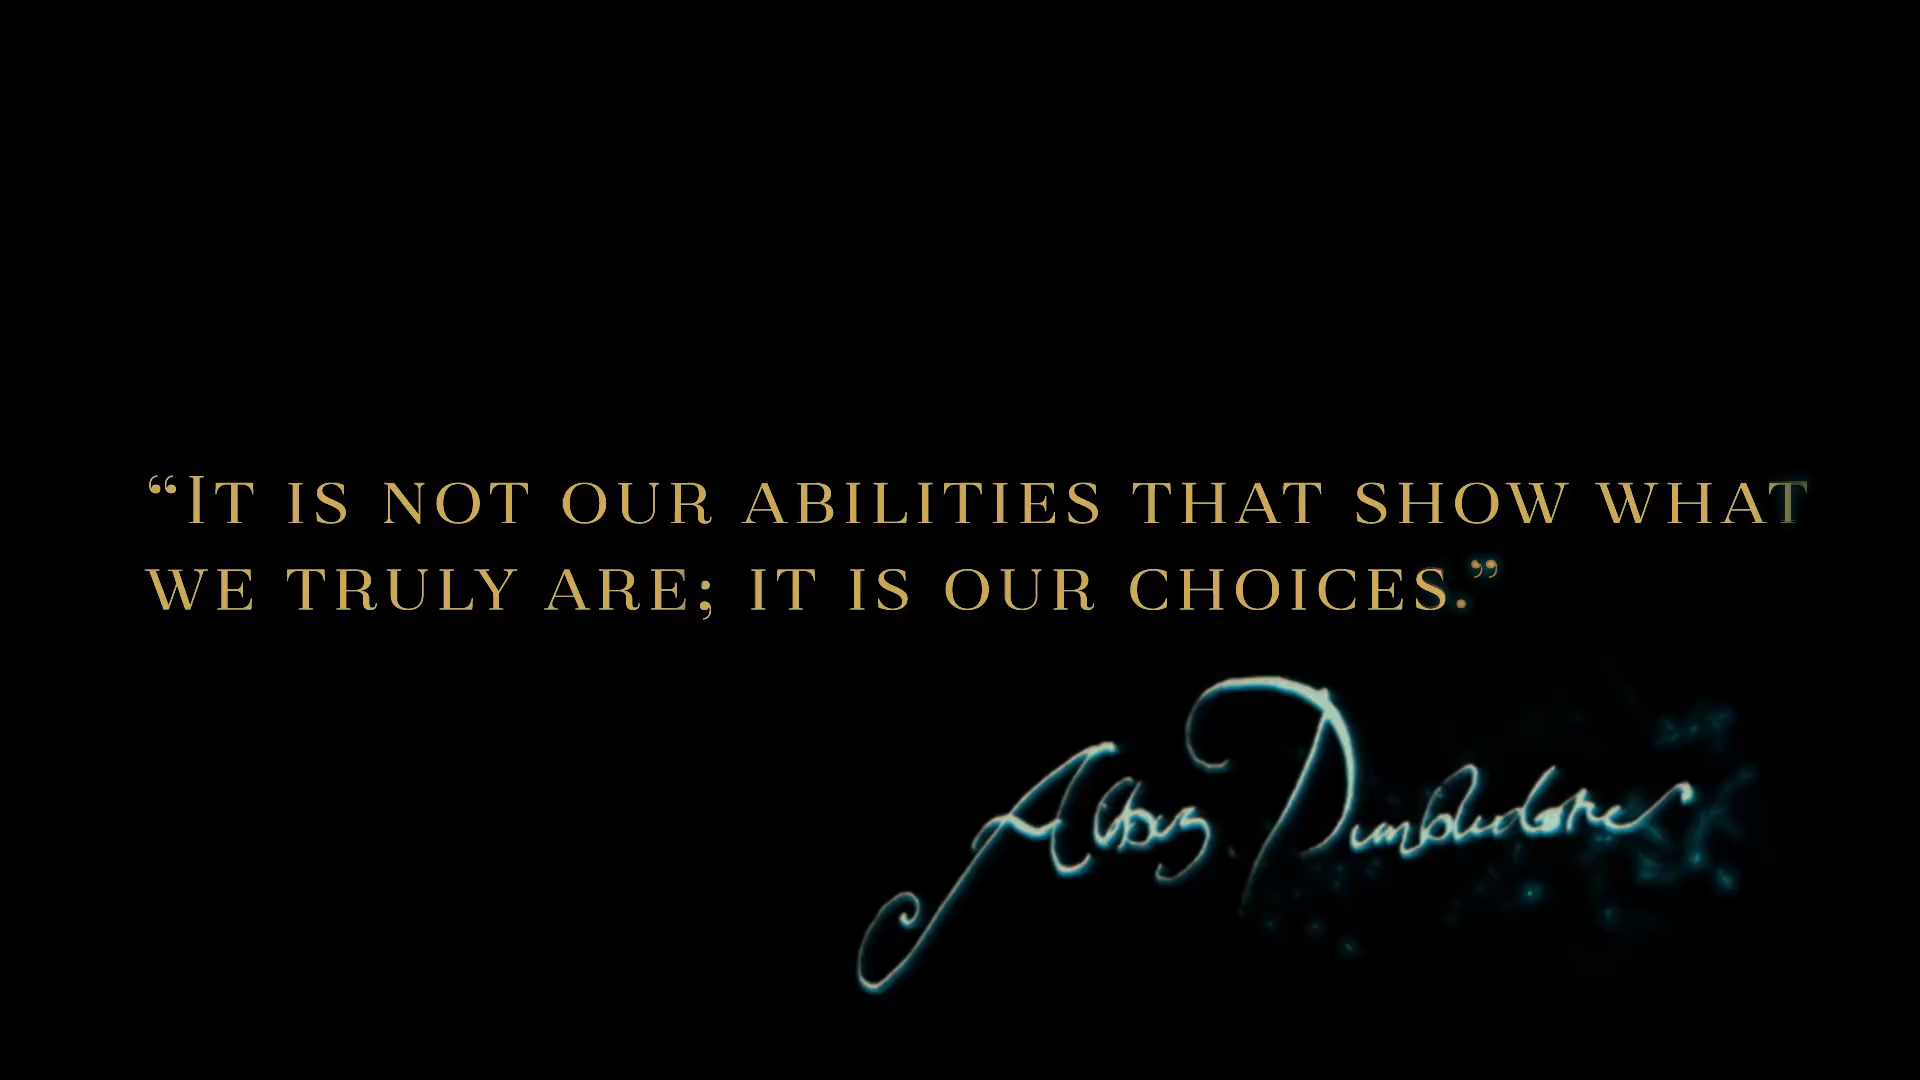 “It is not our abilities that show what
we truly are; it is our choices.”
Albus Dumbledore